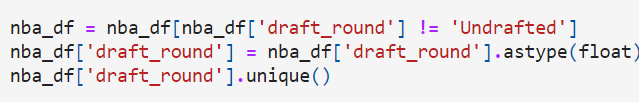 nba_df = nba_df[nba_df['draft_round'] != 'Undrafted']
nba_df['draft_round'] = nba_df['draft_round'].astype(float)
nba_df['draft_round'].unique()